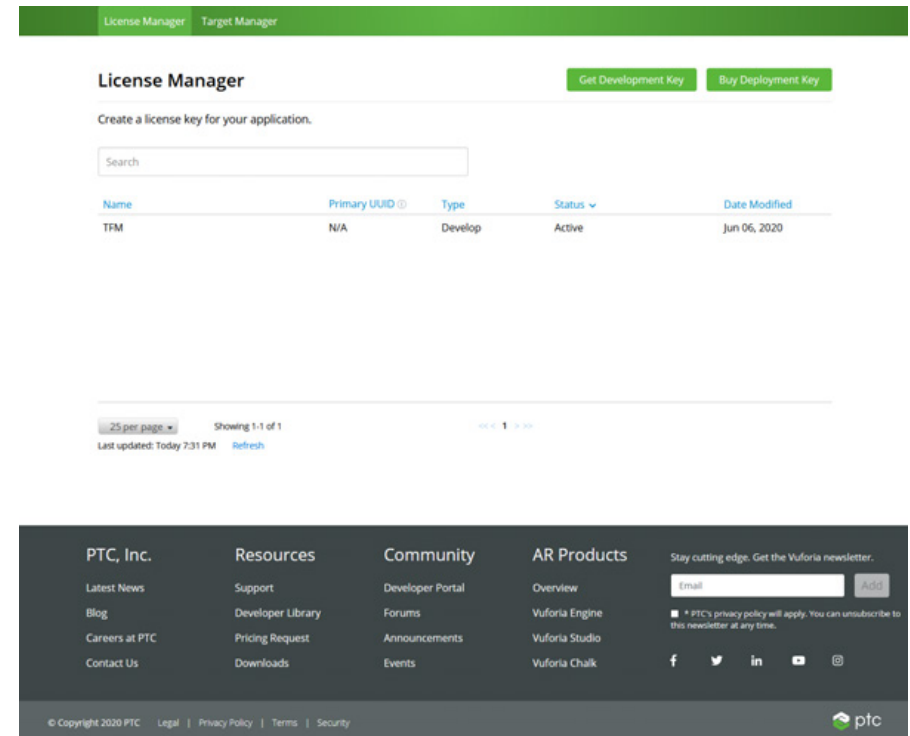 License Manager Target Manager
License Manager
Get Development Key Buy Deployment Key
Create a license key for your application.
Search
Name Primary UUID Type Status Date Modified
TFM N/A Develop Active Jun 06, 2020
25 per page Showing 1-1 of 1 << < 1 > >>
Last updated: Today 7:31 PM Refresh
PTC, Inc. Resources Community AR Products Stay cutting edge. Get the Vuforia newsletter.
Latest News Support Developer Portal Overview Email Add
Blog Developer Library Forums Vuforia Engine * PTC's privacy policy will apply. You can unsubscribe to
this newsletter at any time.
Careers at PTC Pricing Request Announcements Vuforia Studio
Contact Us Downloads Events Vuforia Chalk
© Copyright 2020 PTC Legal | Privacy Policy | Terms | Security ptc